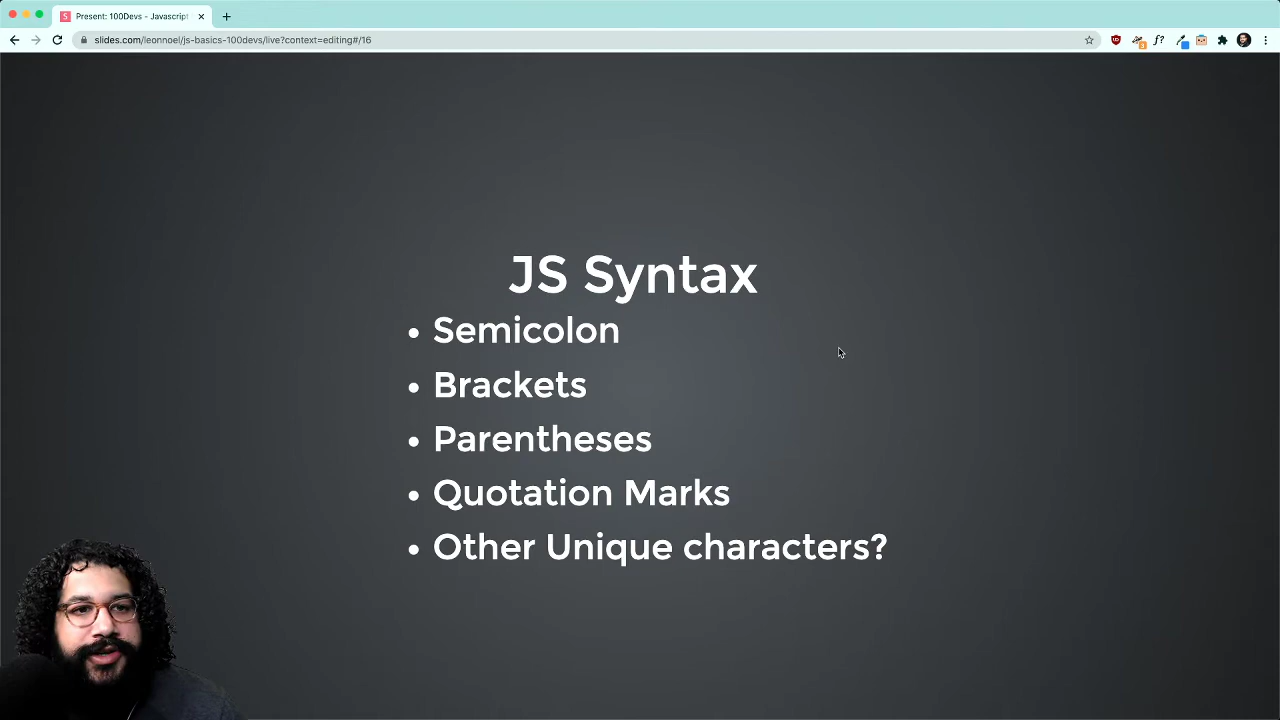 Present: 100Devs - Javascript
slides.com/leonnoel/js-basics-100devs/live?context=editing#/16
JS Syntax
• Semicolon
• Brackets
• Parentheses
• Quotation Marks
• Other Unique characters?